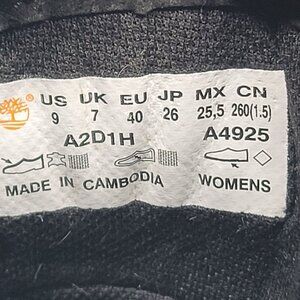 US UK EU JP MX CN
9 7 40 26 25,5 260(1.5)
A2D1H A4925
MADE IN CAMBODIA WOMENS